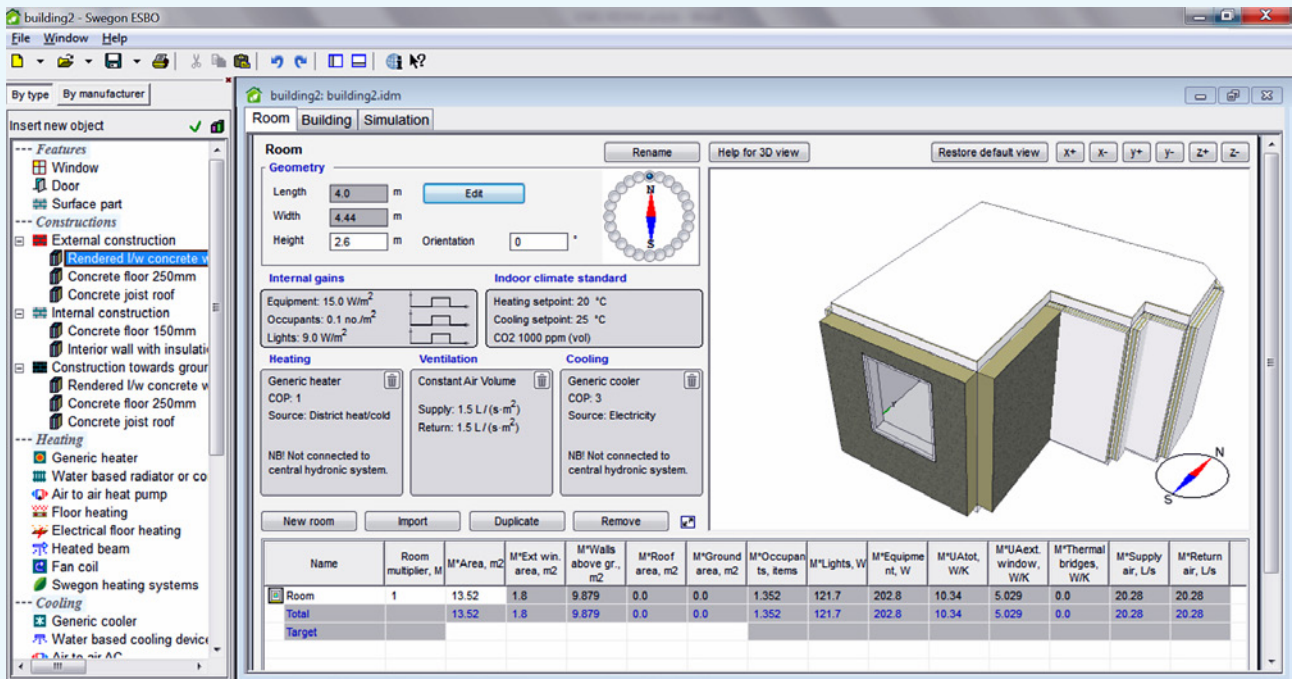 building2 - Swegon ESBO
File Window Help
By type By manufacturer
Insert new object
--- Features
Window
Door
Surface part
--- Constructions
External construction
Rendered l/w concrete w
Concrete floor 250mm
Concrete joist roof
Internal construction
Concrete floor 150mm
Interior wall with insulati
Construction towards grour
Rendered l/w concrete w
Concrete floor 250mm
Concrete joist roof
--- Heating
Generic heater
Water based radiator or co
Air to air heat pump
Floor heating
Electrical floor heating
Heated beam
Fan coil
Swegon heating systems
--- Cooling
Generic cooler
Water based cooling device
Air to air AC
building2: building2.idm
Room Building Simulation
Room Rename Help for 3D view Restore default view x+ x- y+ y- z+ z-
Geometry
Length 4.0 m Edit
Width 4.44 m
Height 2.6 m Orientation 0 °
N
S
Internal gains
Equipment: 15.0 W/m²
Occupants: 0.1 no./m²
Lights: 9.0 W/m²
Indoor climate standard
Heating setpoint: 20 °C
Cooling setpoint: 25 °C
CO2 1000 ppm (vol)
Heating
Generic heater
COP: 1
Source: District heat/cold
NB! Not connected to
central hydronic system.
Ventilation
Constant Air Volume
Supply: 1.5 L/(s·m²)
Return: 1.5 L/(s·m²)
Cooling
Generic cooler
COP: 3
Source: Electricity
NB! Not connected to
central hydronic system.
N
S
New room Import Duplicate Remove
Name Room multiplier, M M*Area, m2 M*Ext win. area, m2 M*Walls above gr., m2 M*Roof area, m2 M*Ground area, m2 M*Occupan ts, items M*Lights, W M*Equipme nt, W M*UAtot, W/K M*UAext. window, W/K M*Thermal bridges, W/K M*Supply air, L/s M*Return air, L/s
Room 1 13.52 1.8 9.879 0.0 0.0 1.352 121.7 202.8 10.34 5.029 0.0 20.28 20.28
Total 13.52 1.8 9.879 0.0 0.0 1.352 121.7 202.8 10.34 5.029 0.0 20.28 20.28
Target